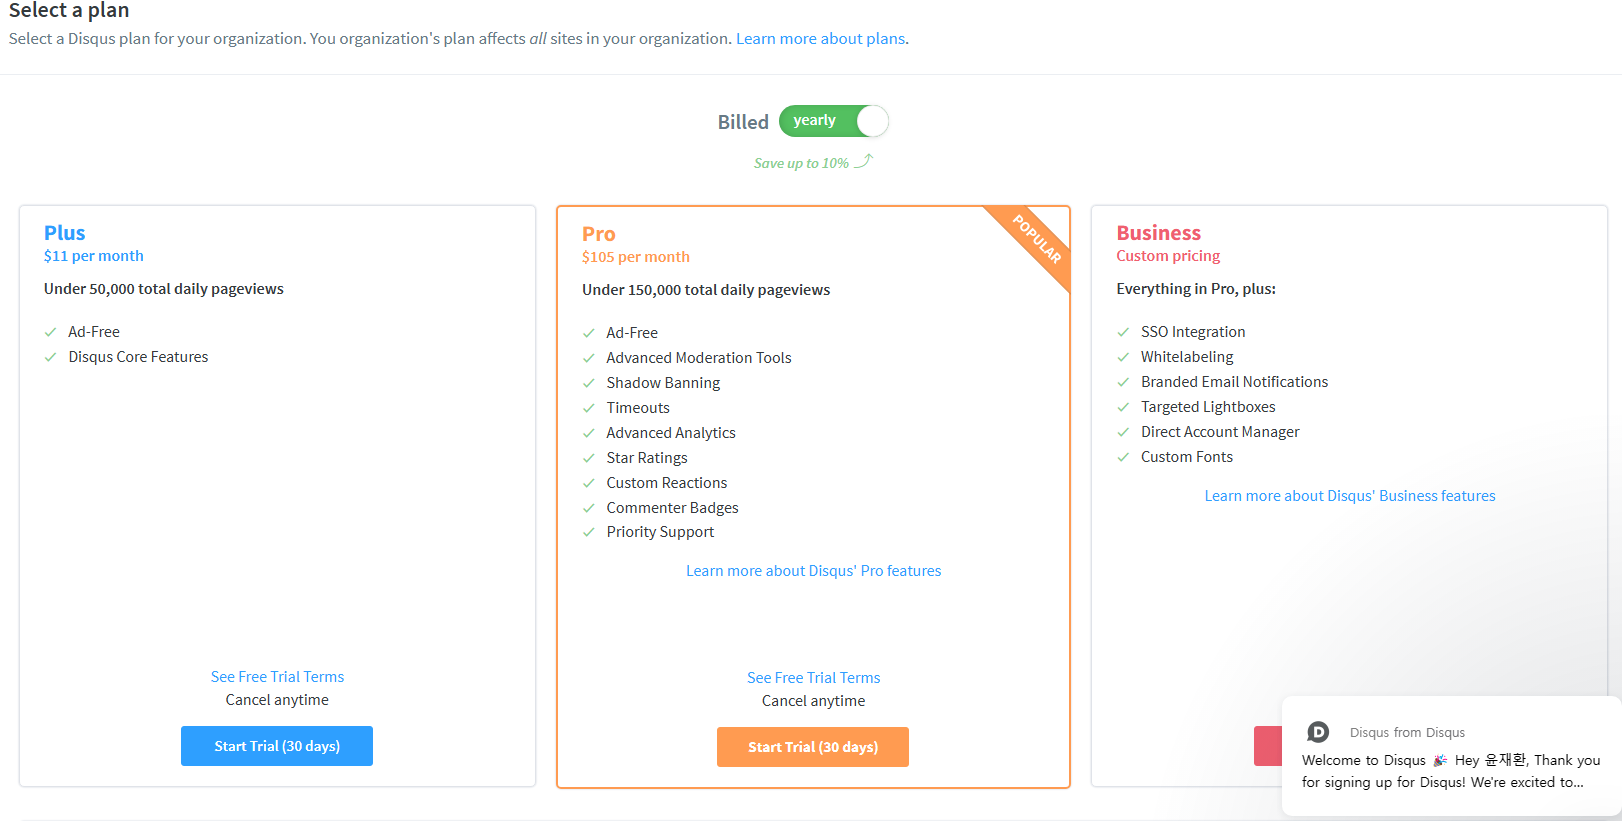 Select a plan
Select a Disqus plan for your organization. You organization's plan affects all sites in your organization. Learn more about plans.
Billed yearly
Save up to 10%
Plus
$11 per month
Under 50,000 total daily pageviews
Ad-Free
Disqus Core Features
See Free Trial Terms
Cancel anytime
Start Trial (30 days)
POPULAR
Pro
$105 per month
Under 150,000 total daily pageviews
Ad-Free
Advanced Moderation Tools
Shadow Banning
Timeouts
Advanced Analytics
Star Ratings
Custom Reactions
Commenter Badges
Priority Support
Learn more about Disqus' Pro features
See Free Trial Terms
Cancel anytime
Start Trial (30 days)
Business
Custom pricing
Everything in Pro, plus:
SSO Integration
Whitelabeling
Branded Email Notifications
Targeted Lightboxes
Direct Account Manager
Custom Fonts
Learn more about Disqus' Business features
D
Disqus from Disqus
Welcome to Disqus 🎉 Hey 윤재환, Thank you
for signing up for Disqus! We're excited to...